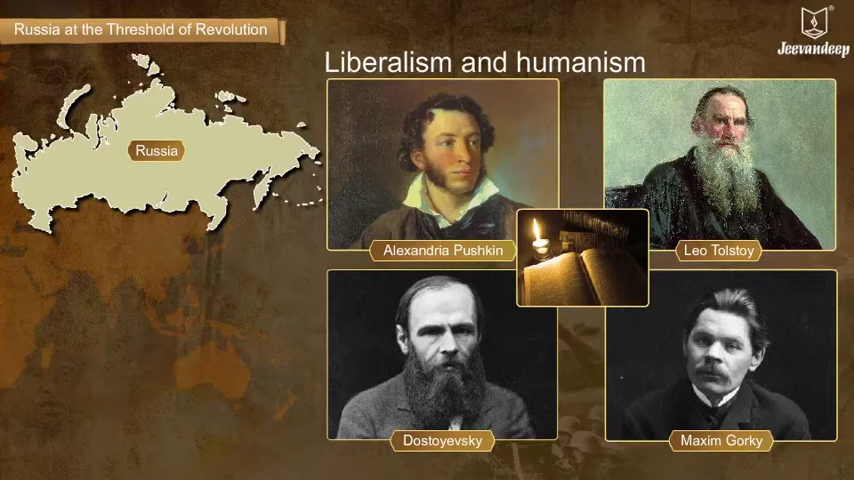 Russia at the Threshold of Revolution
Jeevandeep
Liberalism and humanism
Russia
Alexandria Pushkin
Leo Tolstoy
Dostoyevsky
Maxim Gorky